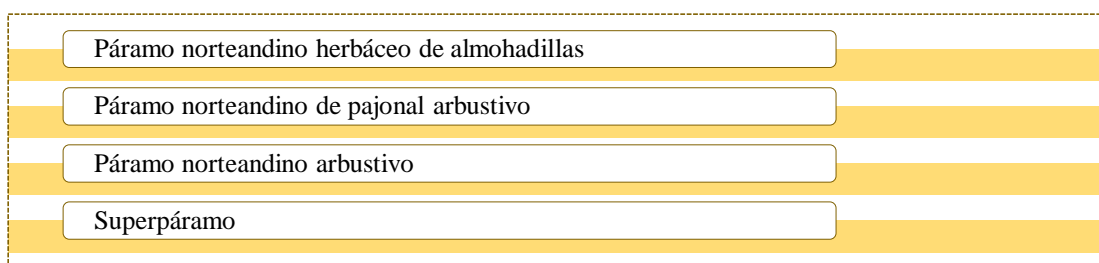 Páramo norteandino herbáceo de almohadillas
Páramo norteandino de pajonal arbustivo
Páramo norteandino arbustivo
Superpáramo